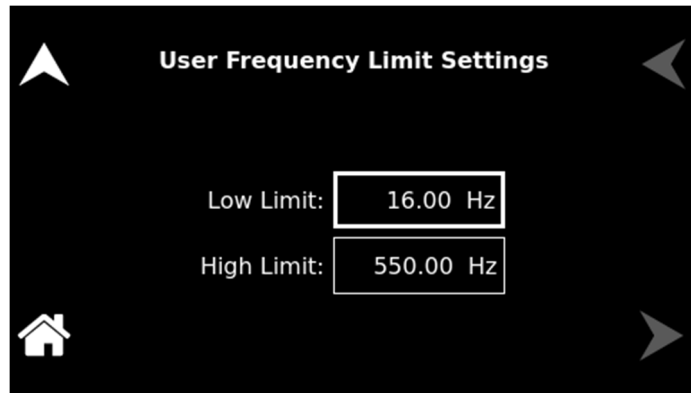 User Frequency Limit Settings
Low Limit: 16.00 Hz
High Limit: 550.00 Hz